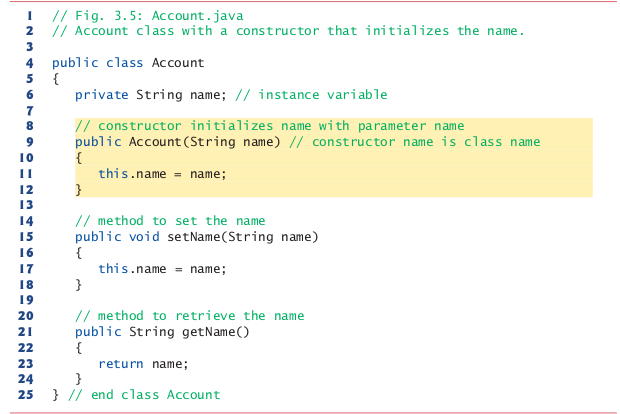 1 // Fig. 3.5: Account.java
2 // Account class with a constructor that initializes the name.
3
4 public class Account
5 {
6 private String name; // instance variable
7
8 // constructor initializes name with parameter name
9 public Account(String name) // constructor name is class name
10 {
11 this.name = name;
12 }
13
14 // method to set the name
15 public void setName(String name)
16 {
17 this.name = name;
18 }
19
20 // method to retrieve the name
21 public String getName()
22 {
23 return name;
24 }
25 } // end class Account